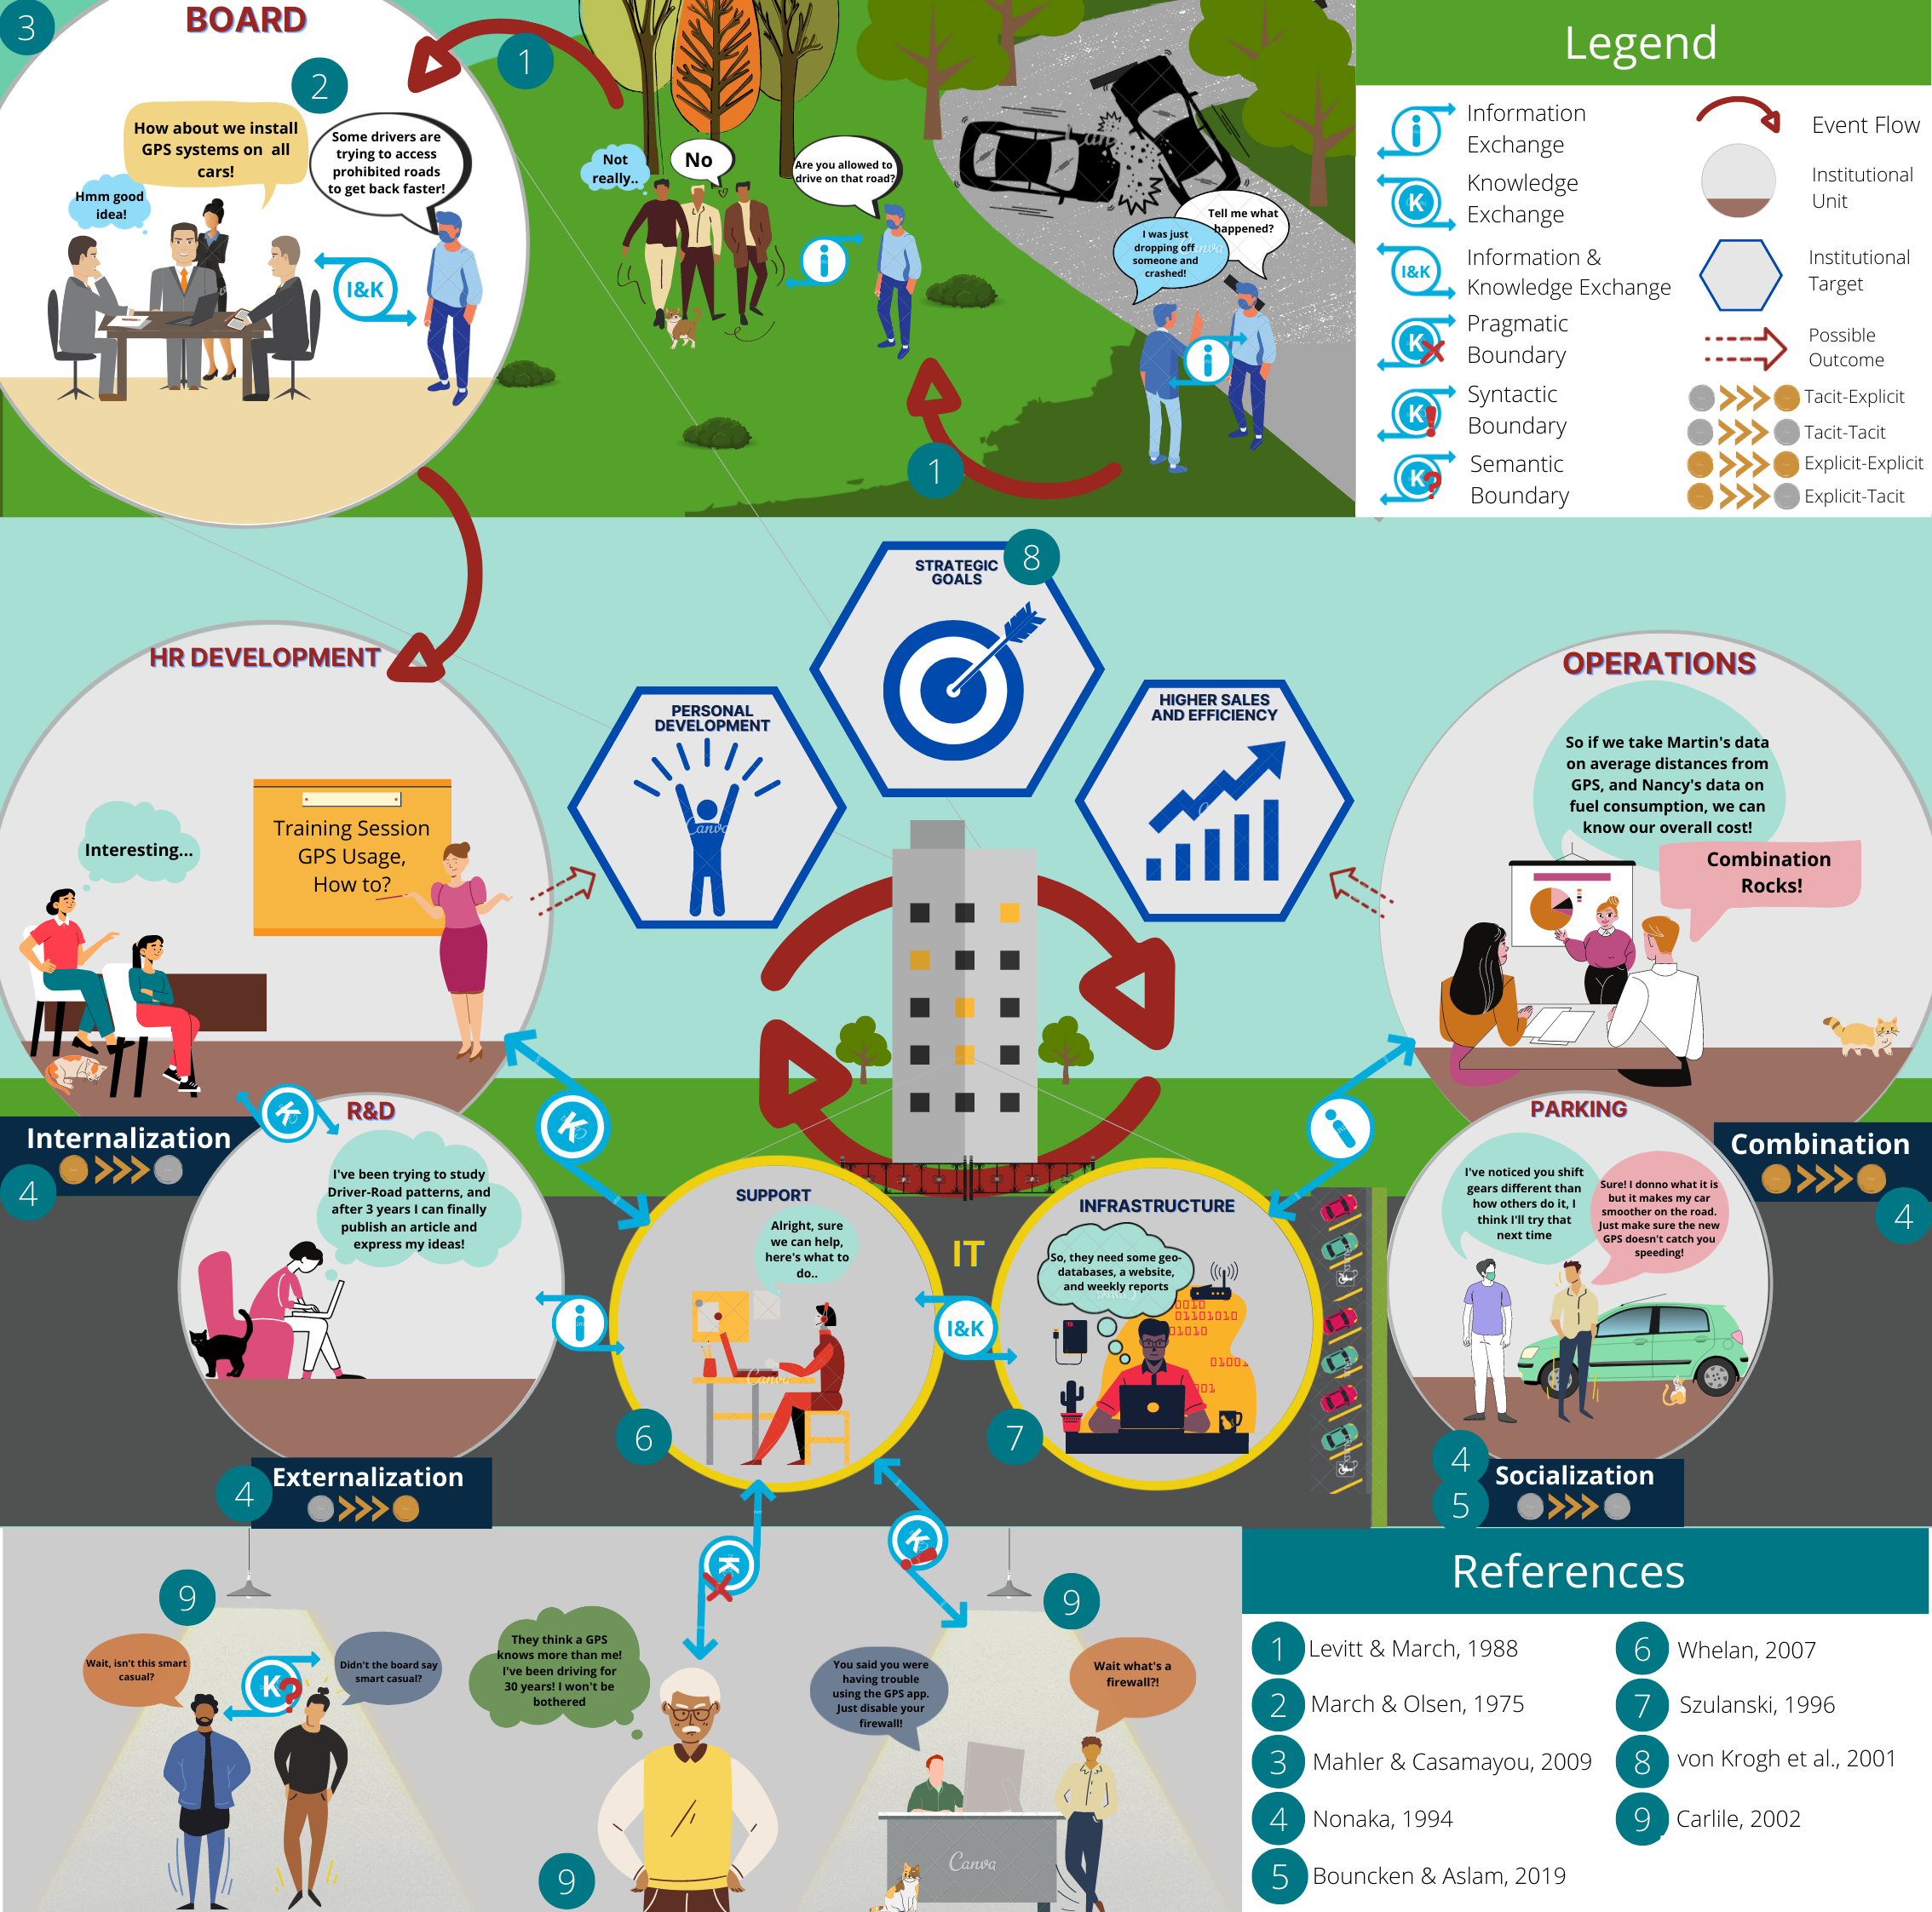 3
BOARD
2
How about we install
GPS systems on all
cars!
Some drivers are
trying to access
prohibited roads
to get back faster!
Hmm good
idea!
I&K
1
Not
really..
No
Are you allowed to
drive on that road?
i
Tell me what
happened?
I was just
dropping off
someone and
crashed!
i
1
Legend
i
Information
Exchange
K
Knowledge
Exchange
I&K
Information &
Knowledge Exchange
K
Pragmatic
Boundary
K!
Syntactic
Boundary
K?
Semantic
Boundary
Event Flow
Institutional
Unit
Institutional
Target
Possible
Outcome
Tacit-Explicit
Tacit-Tacit
Explicit-Explicit
Explicit-Tacit
HR DEVELOPMENT
Interesting...
Training Session
GPS Usage,
How to?
PERSONAL
DEVELOPMENT
Canva
STRATEGIC
GOALS
8
HIGHER SALES
AND EFFICIENCY
OPERATIONS
So if we take Martin's data
on average distances from
GPS, and Nancy's data on
fuel consumption, we can
know our overall cost!
Combination
Rocks!
Internalization
4
K
R&D
I've been trying to study
Driver-Road patterns, and
after 3 years I can finally
publish an article and
express my ideas!
4
Externalization
K
i
SUPPORT
Alright, sure
we can help,
here's what to
do..
Canva
6
IT
I&K
INFRASTRUCTURE
So, they need some geo-
databases, a website,
and weekly reports
0010
01101010
01010
01001
001
7
i
PARKING
I've noticed you shift
gears different than
how others do it, I
think I'll try that
next time
Sure! I donno what it is
but it makes my car
smoother on the road.
Just make sure the new
GPS doesn't catch you
speeding!
Combination
4
4
5
Socialization
9
Wait, isn't this smart
casual?
K?
Didn't the board say
smart casual?
K
They think a GPS
knows more than me!
I've been driving for
30 years! I won't be
bothered
9
K!
You said you were
having trouble
using the GPS app.
Just disable your
firewall!
9
Wait what's a
firewall?!
Canva
References
1 Levitt & March, 1988
2 March & Olsen, 1975
3 Mahler & Casamayou, 2009
4 Nonaka, 1994
5 Bouncken & Aslam, 2019
6 Whelan, 2007
7 Szulanski, 1996
8 von Krogh et al., 2001
9 Carlile, 2002